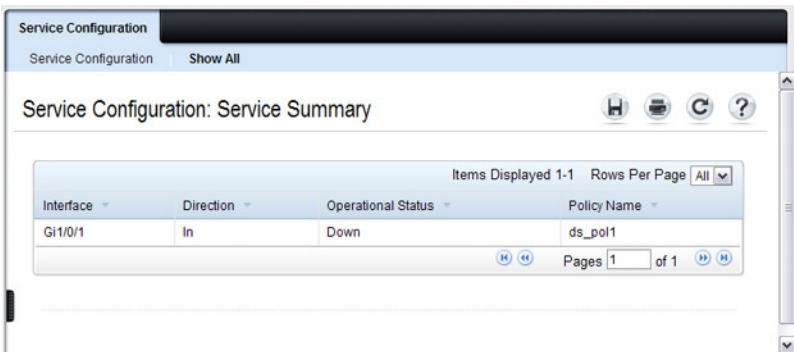 Service Configuration
Service Configuration Show All
Service Configuration: Service Summary
Items Displayed 1-1 Rows Per Page All
Interface Direction Operational Status Policy Name
Gi1/0/1 In Down ds_pol1
Pages 1 of 1